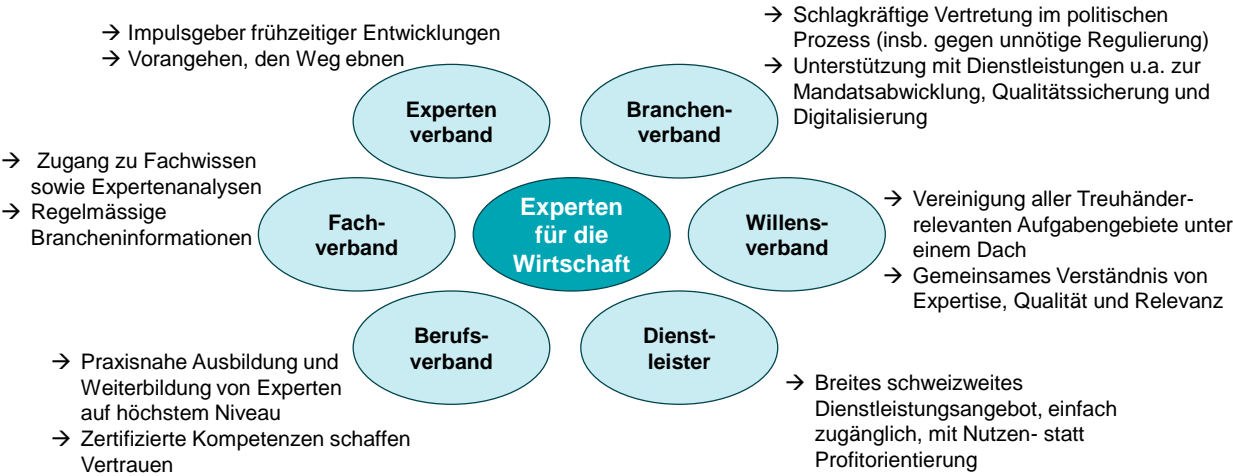 → Impulsgeber frühzeitiger Entwicklungen
→ Vorangehen, den Weg ebnen
Experten
verband
→ Schlagkräftige Vertretung im politischen
Prozess (insb. gegen unnötige Regulierung)
→ Unterstützung mit Dienstleistungen u.a. zur
Mandatsabwicklung, Qualitätssicherung und
Digitalisierung
Branchen-
verband
→ Zugang zu Fachwissen
sowie Expertenanalysen
→ Regelmässige
Brancheninformationen
Fach-
verband
Experten
für die
Wirtschaft
Willens-
verband
→ Vereinigung aller Treuhänder-
relevanten Aufgabengebiete unter
einem Dach
→ Gemeinsames Verständnis von
Expertise, Qualität und Relevanz
Berufs-
verband
→ Praxisnahe Ausbildung und
Weiterbildung von Experten
auf höchstem Niveau
→ Zertifizierte Kompetenzen schaffen
Vertrauen
Dienst-
leister
→ Breites schweizweites
Dienstleistungsangebot, einfach
zugänglich, mit Nutzen- statt
Profitorientierung